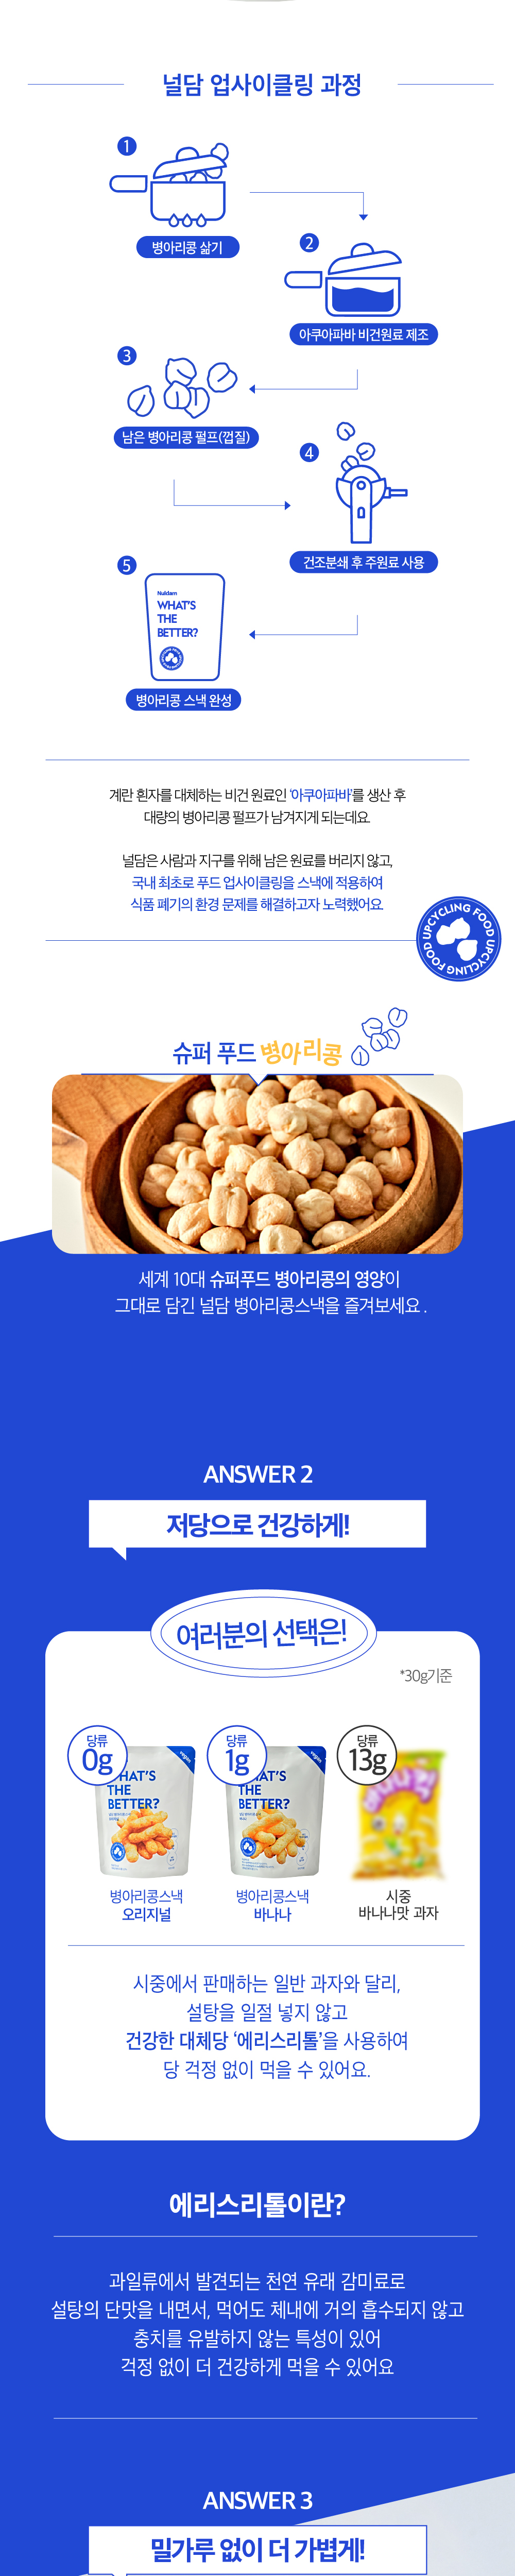 널담 업사이클링 과정
1
병아리콩 삶기
2
아쿠아파바 비건원료 제조
3
남은 병아리콩 펄프(껍질)
4
건조분쇄 후 주원료 사용
5
Nuldam
WHAT'S
THE
BETTER?
병아리콩 스낵 완성
계란 흰자를 대체하는 비건 원료인 '아쿠아파바'를 생산 후
대량의 병아리콩 펄프가 남겨지게 되는데요.
널담은 사람과 지구를 위해 남은 원료를 버리지 않고,
국내 최초로 푸드 업사이클링을 스낵에 적용하여
식품 폐기의 환경 문제를 해결하고자 노력했어요.
UPCYCLING FOOD UPCYCLING FOOD
슈퍼 푸드 병아리콩
세계 10대 슈퍼푸드 병아리콩의 영양이
그대로 담긴 널담 병아리콩스낵을 즐겨보세요 .
ANSWER 2
저당으로 건강하게!
여러분의 선택은!
*30g기준
당류
0g
vegan
WHAT'S
THE
BETTER?
당류
1g
vegan
WHAT'S
THE
BETTER?
당류
13g
병아리콩스낵
오리지널
병아리콩스낵
바나나
시중
바나나맛 과자
시중에서 판매하는 일반 과자와 달리,
설탕을 일절 넣지 않고
건강한 대체당 '에리스리톨'을 사용하여
당 걱정 없이 먹을 수 있어요.
에리스리톨이란?
과일류에서 발견되는 천연 유래 감미료로
설탕의 단맛을 내면서, 먹어도 체내에 거의 흡수되지 않고
충치를 유발하지 않는 특성이 있어
걱정 없이 더 건강하게 먹을 수 있어요
ANSWER 3
밀가루 없이 더 가볍게!